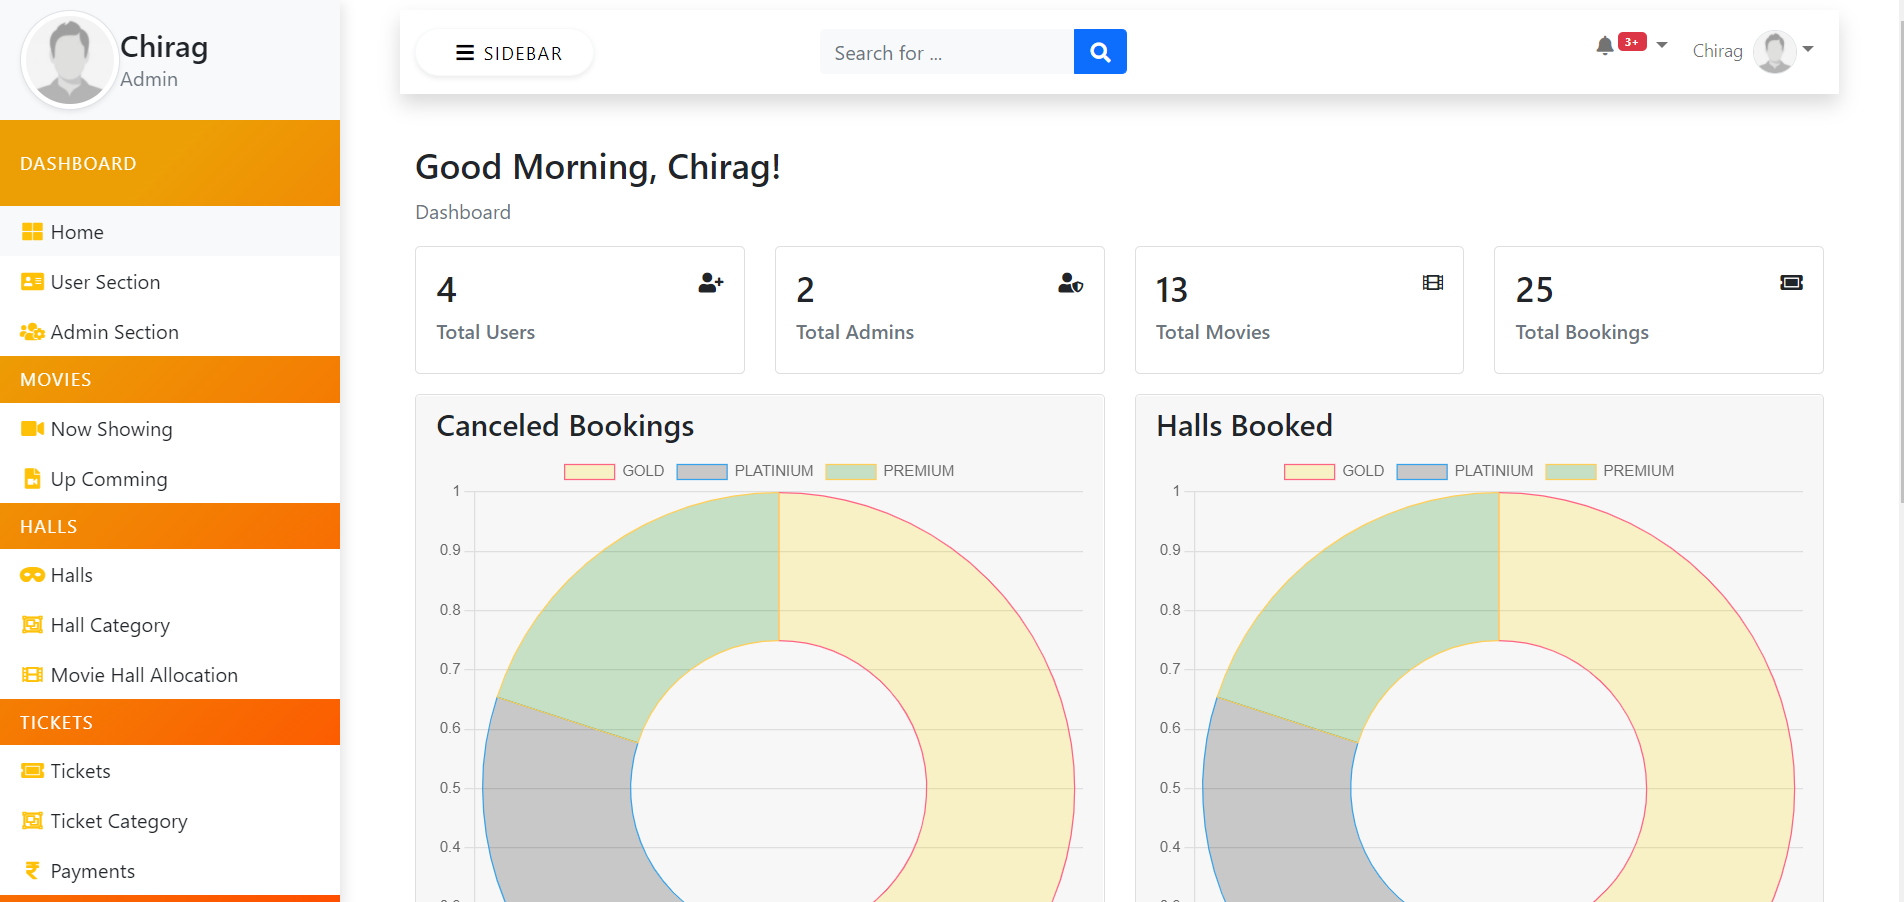 Chirag
Admin
DASHBOARD
Home
User Section
Admin Section
MOVIES
Now Showing
Up Comming
HALLS
Halls
Hall Category
Movie Hall Allocation
TICKETS
Tickets
Ticket Category
Payments
SIDEBAR
Search for ...
3+
Chirag
Good Morning, Chirag!
Dashboard
4
Total Users
2
Total Admins
13
Total Movies
25
Total Bookings
Canceled Bookings
GOLD PLATINIUM PREMIUM
1
0.9
0.8
0.7
0.6
0.5
0.4
Halls Booked
GOLD PLATINIUM PREMIUM
1
0.9
0.8
0.7
0.6
0.5
0.4